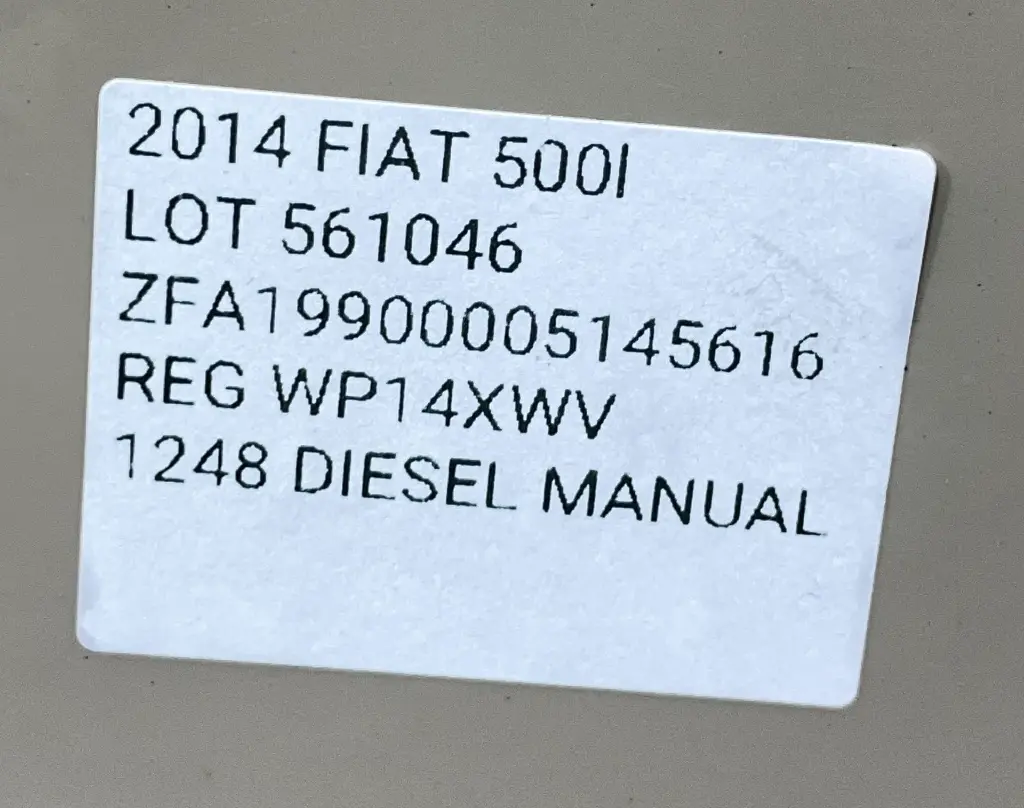 2014 FIAT 500l
LOT 561046
ZFA19900005145616
REG WP14XWV
1248 DIESEL MANUAL